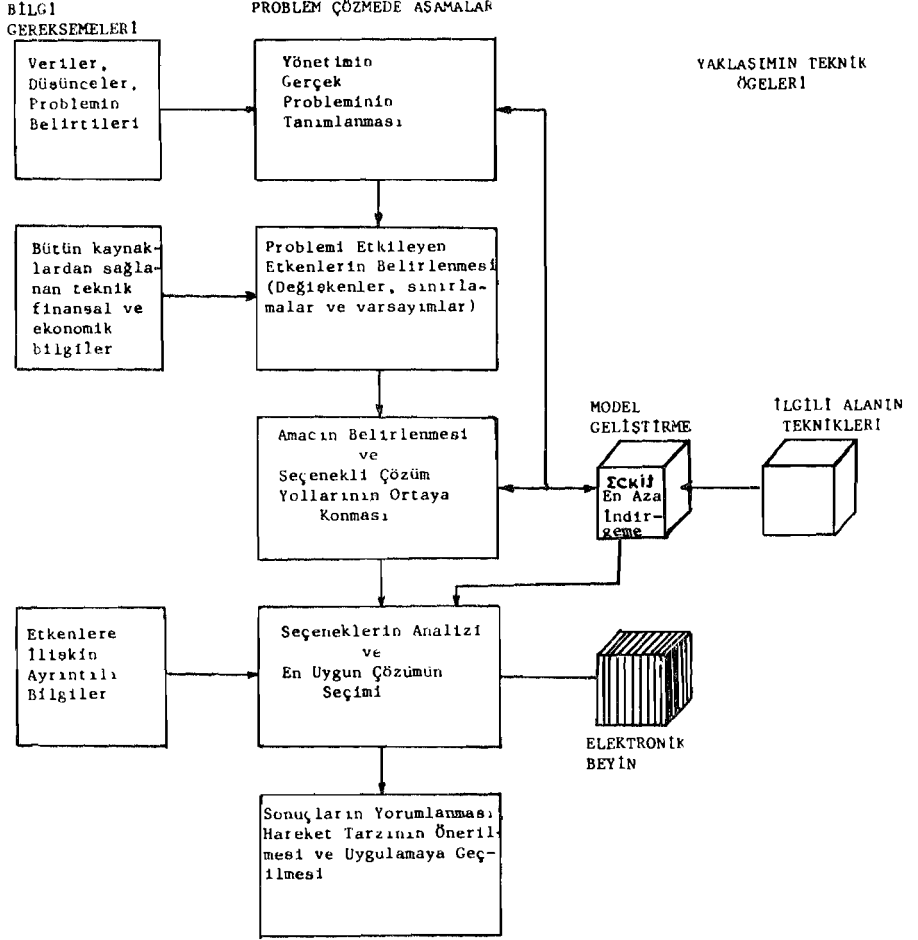 BİLGİ
GEREKSEMELERİ
PROBLEM ÇÖZMEDE AŞAMALAR
YAKLAŞIMIN TEKNİK
ÖGELERİ
Veriler,
Düşünceler,
Problemin
Belirtileri
Yönetimin
Gerçek
Probleminin
Tanımlanması
Bütün kaynak-
lardan sağla-
nan teknik
finansal ve
ekonomik
bilgiler
Problemi Etkileyen
Etkenlerin Belirlenmesi
(Değişkenler, sınırla-
malar ve varsayımlar)
Amacın Belirlenmesi
ve
Seçenekli Çözüm
Yollarının Ortaya
Konması
MODEL
GELİŞTİRME
ΣCKij
En Aza
İndir-
geme
İLGİLİ ALANIN
TEKNİKLERİ
Etkenlere
İlişkin
Ayrıntılı
Bilgiler
Seçeneklerin Analizi
ve
En Uygun Çözümün
Seçimi
ELEKTRONİK
BEYİN
Sonuçların Yorumlanması
Hareket Tarzının Öneril-
mesi ve Uygulamaya Geç-
ilmesi